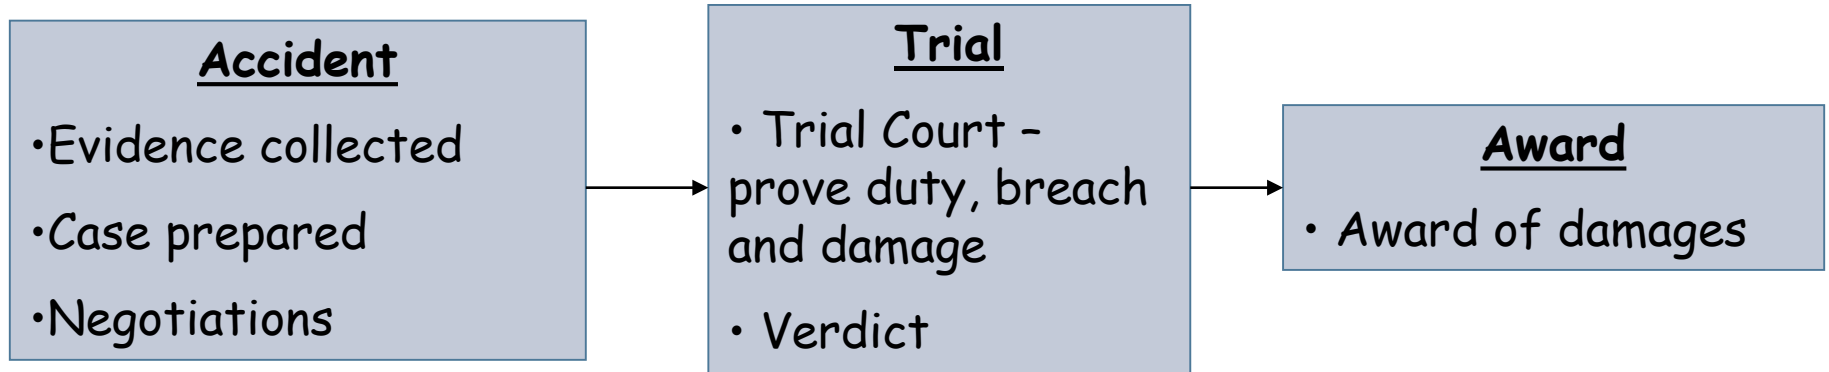 Accident
•Evidence collected
•Case prepared
•Negotiations
Trial
• Trial Court –
prove duty, breach
and damage
• Verdict
Award
• Award of damages